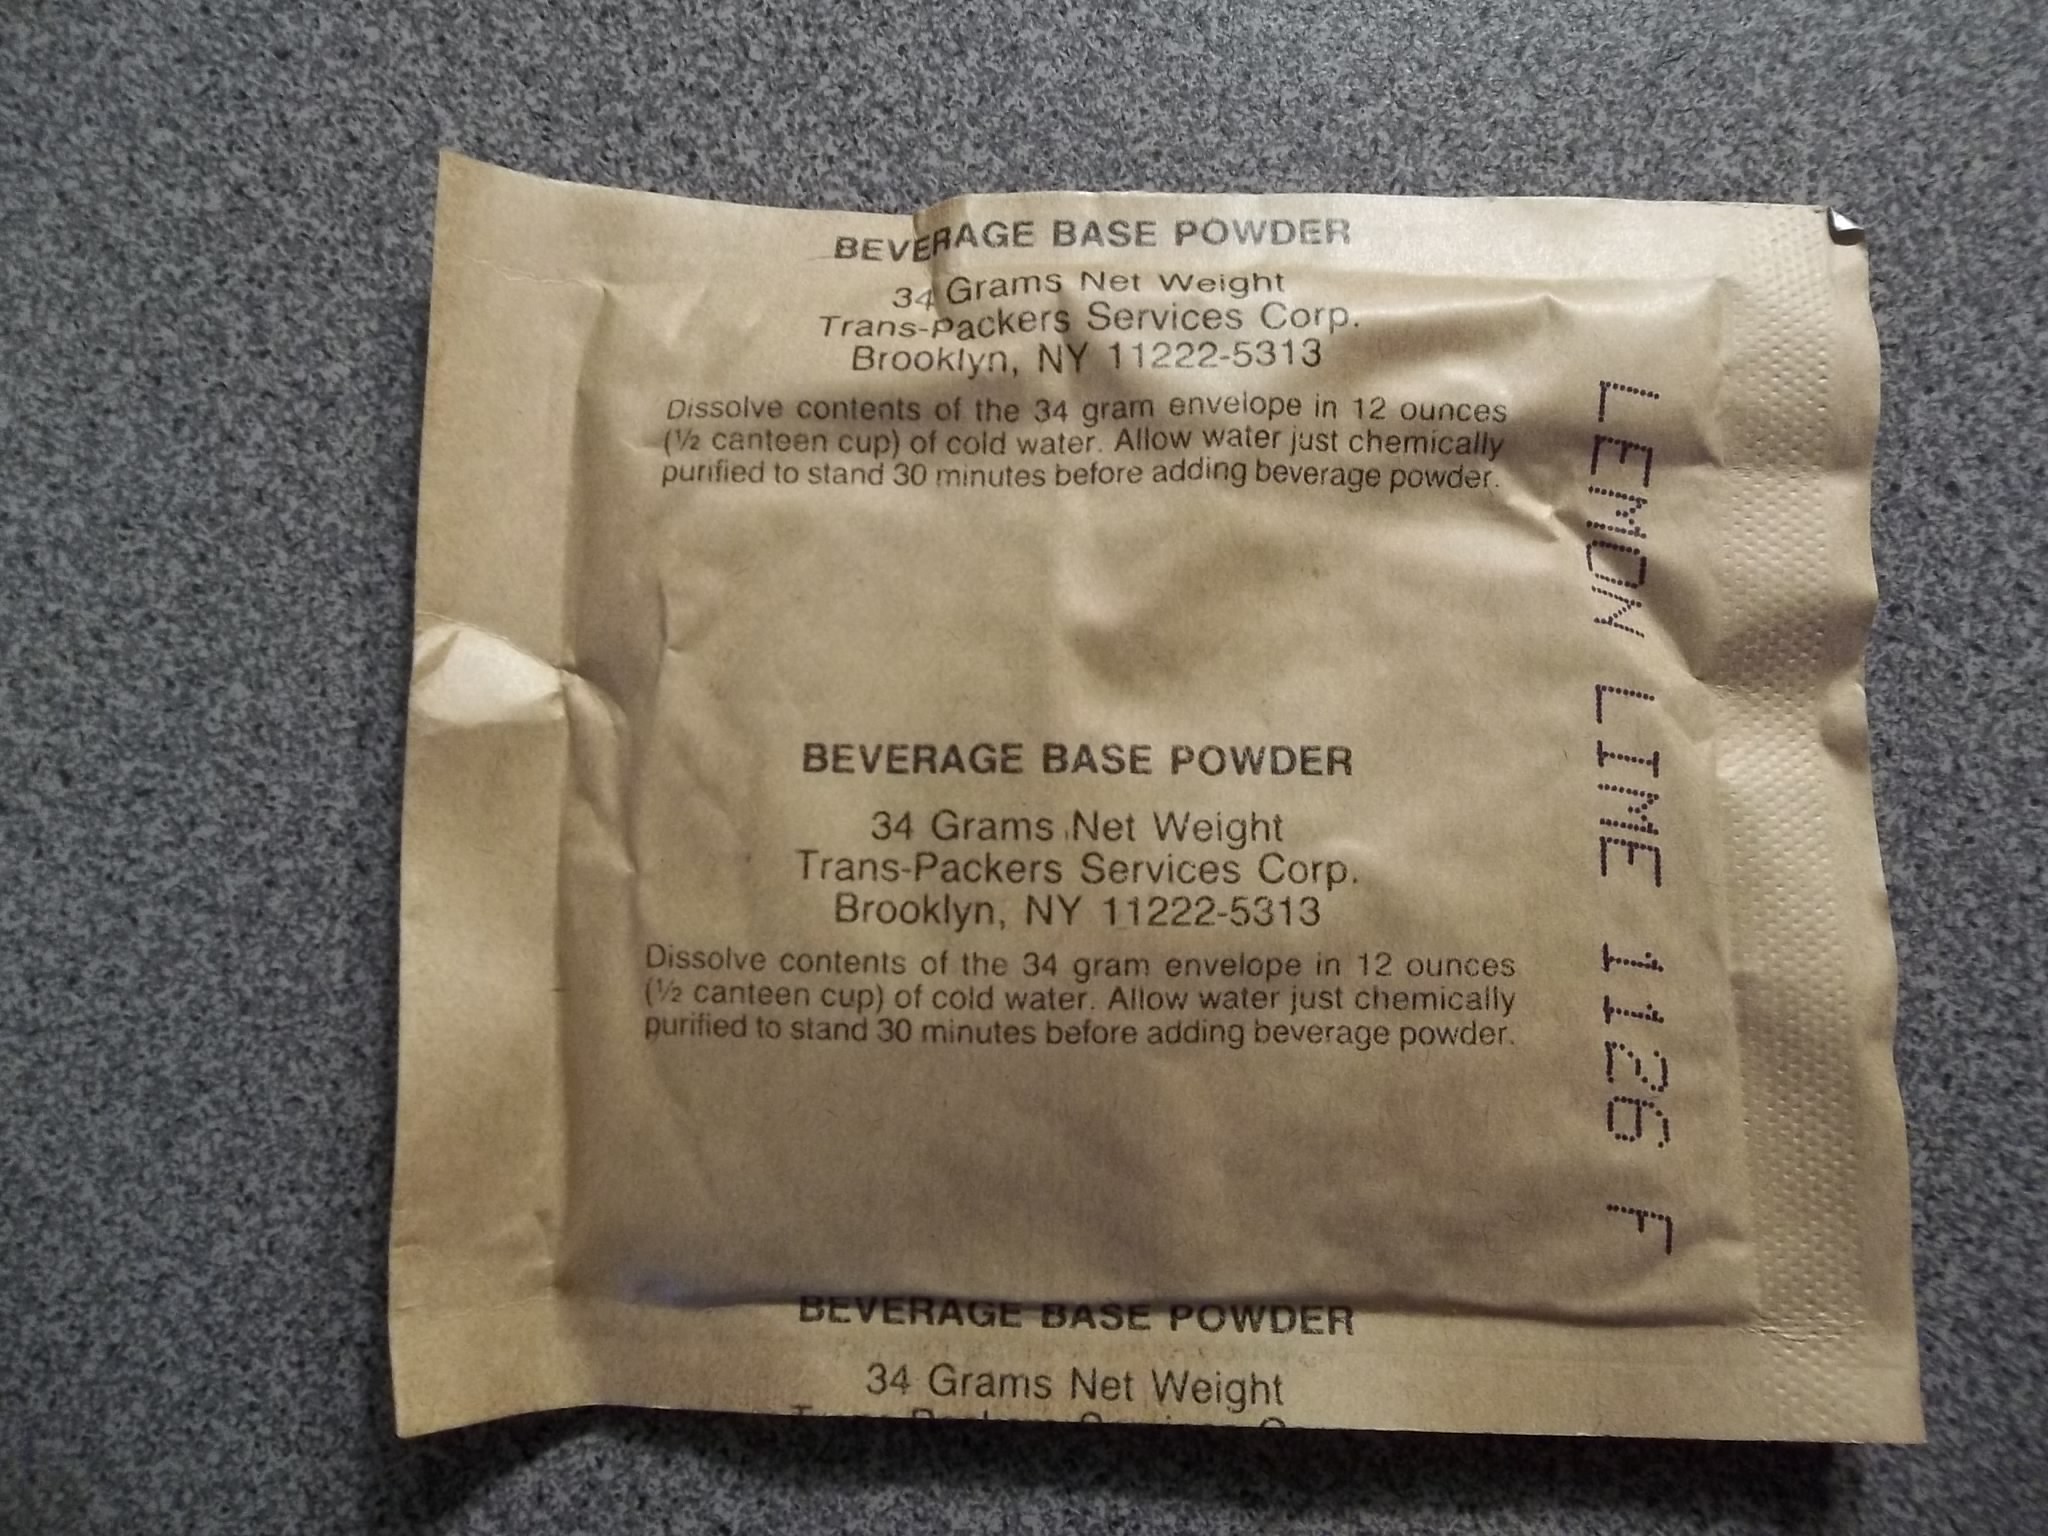 BEVERAGE BASE POWDER
34 Grams Net Weight
Trans-Packers Services Corp.
Brooklyn, NY 11222-5313
Dissolve contents of the 34 gram envelope in 12 ounces
(½ canteen cup) of cold water. Allow water just chemically
purified to stand 30 minutes before adding beverage powder.
BEVERAGE BASE POWDER
34 Grams Net Weight
Trans-Packers Services Corp.
Brooklyn, NY 11222-5313
Dissolve contents of the 34 gram envelope in 12 ounces
(½ canteen cup) of cold water. Allow water just chemically
purified to stand 30 minutes before adding beverage powder.
BEVERAGE BASE POWDER
34 Grams Net Weight
LEMON LIME 1126 F